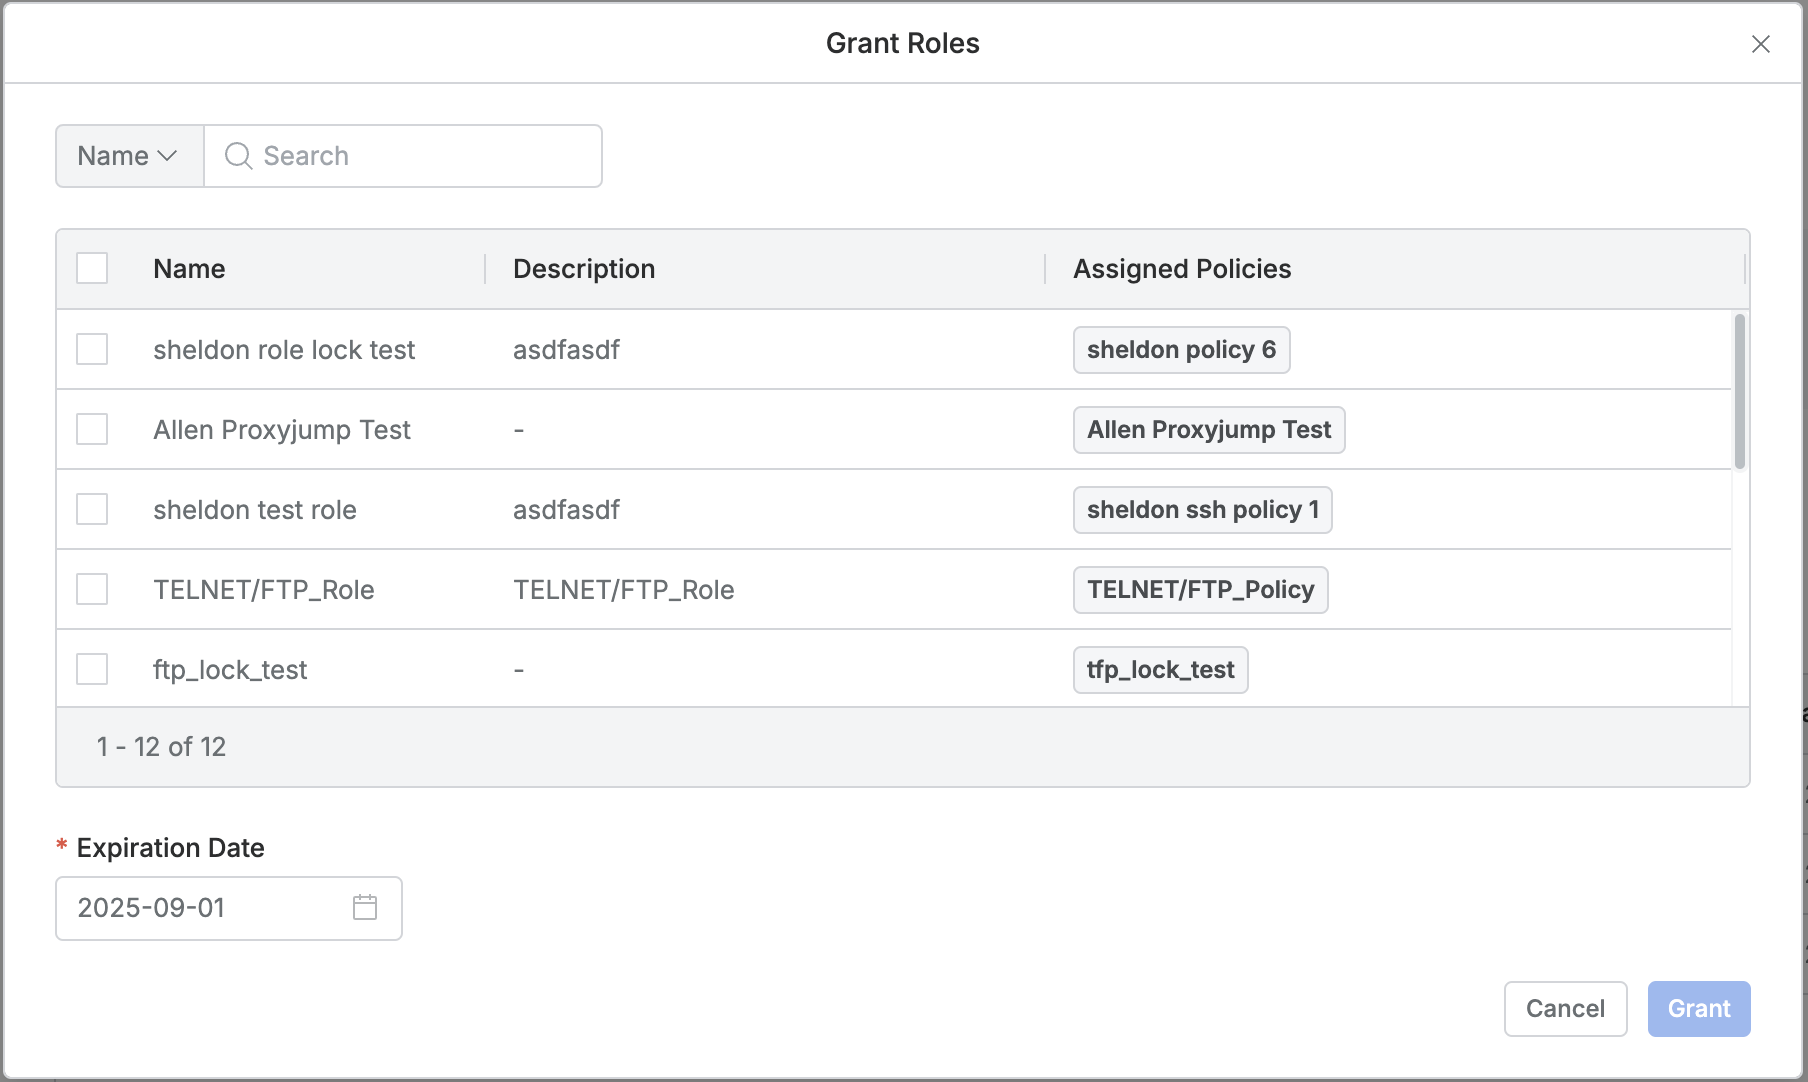 Grant Roles
Name Search
Name Description Assigned Policies
sheldon role lock test asdfasdf sheldon policy 6
Allen Proxyjump Test - Allen Proxyjump Test
sheldon test role asdfasdf sheldon ssh policy 1
TELNET/FTP_Role TELNET/FTP_Role TELNET/FTP_Policy
ftp_lock_test - tfp_lock_test
1 - 12 of 12
* Expiration Date
2025-09-01
Cancel Grant